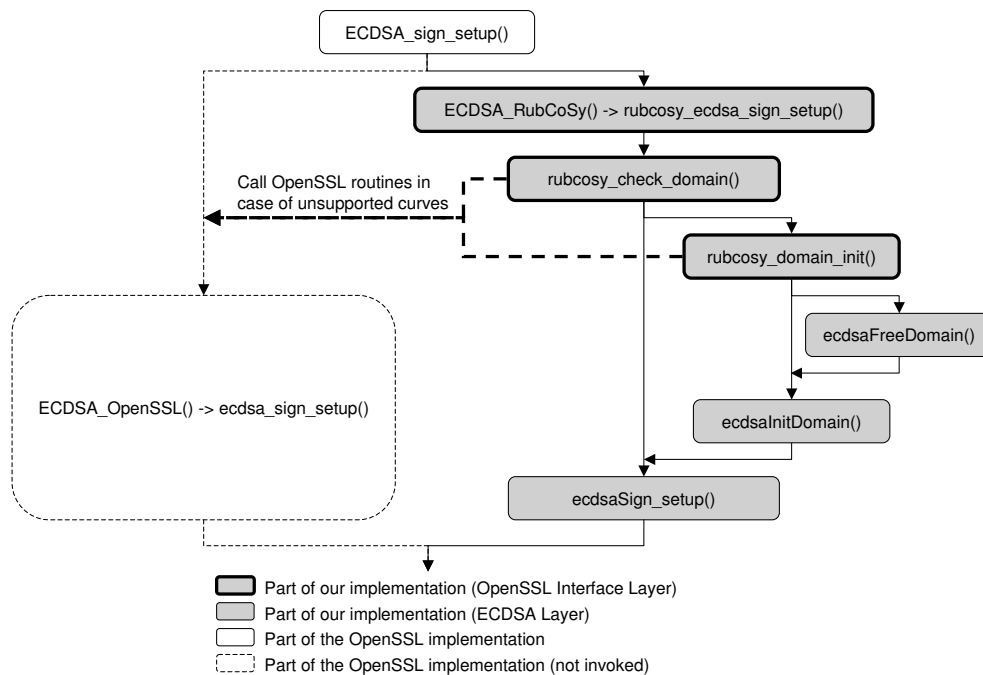 ECDSA_sign_setup()
ECDSA_RubCoSy() -> rubcosy_ecdsa_sign_setup()
rubcosy_check_domain()
Call OpenSSL routines in
case of unsupported curves
rubcosy_domain_init()
ecdsaFreeDomain()
ECDSA_OpenSSL() -> ecdsa_sign_setup()
ecdsaInitDomain()
ecdsaSign_setup()
Part of our implementation (OpenSSL Interface Layer)
Part of our implementation (ECDSA Layer)
Part of the OpenSSL implementation
Part of the OpenSSL implementation (not invoked)